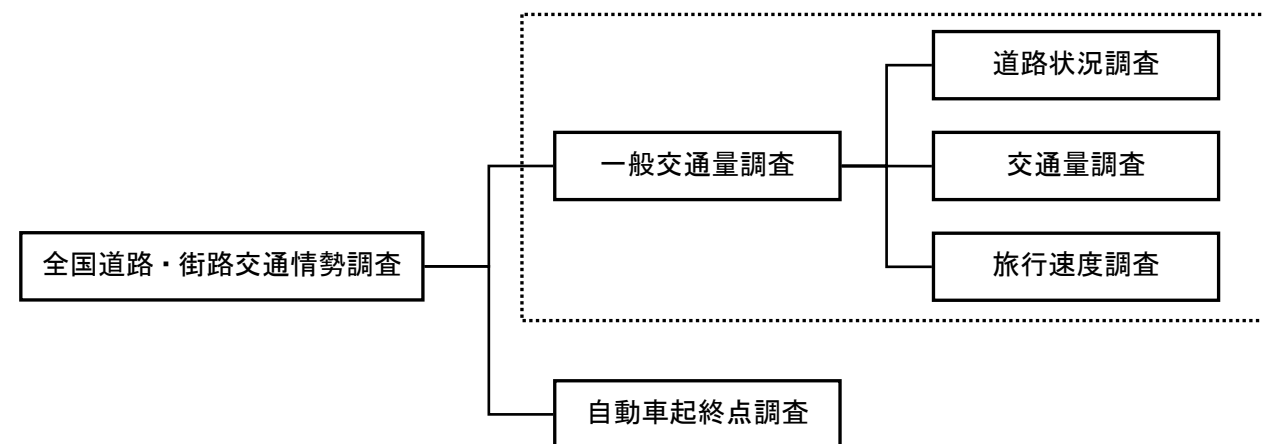 道路状況調査
一般交通量調査
交通量調査
全国道路・街路交通情勢調査
旅行速度調査
自動車起終点調査